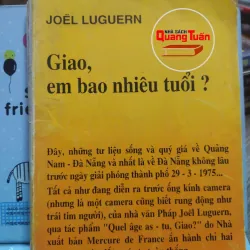 JOËL LUGUERN
NHÀ SÁCH
Quang Tuấn
Giao,
em bao nhiêu tuổi ?
Đây, những tư liệu sống và quý giá về Quảng
Nam - Đà Nẵng và nhất là về Đà Nẵng không lâu
trước ngày giải phóng thành phố 29 - 3 - 1975...
Tất cả như đang diễn ra trước ống kính camera
(nhưng là một camera cũng biết rung động như
trái tim người), của nhà văn Pháp Joël Luguern,
qua tác phẩm "Quel âge as - tu, Giao?" do Nhà
xuất bản Mercure de France ấn hành chỉ hai
s
frien